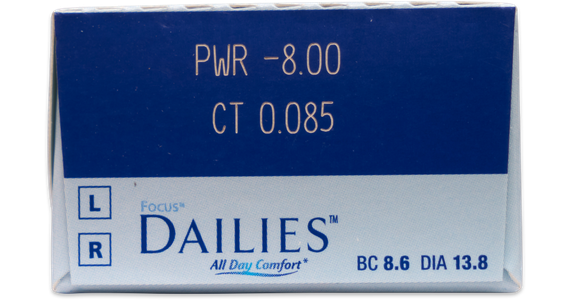 PWR -8.00
CT 0.085
L
R
Focus™
DAILIES™
All Day Comfort*
BC 8.6 DIA 13.8